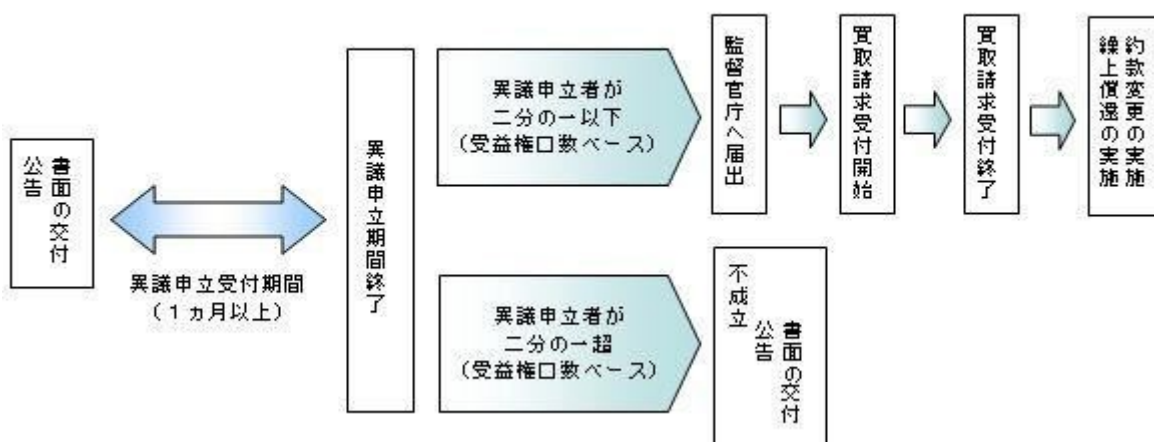 書面の交付
公告
異議申立受付期間
（１ヵ月以上）
異議申立期間終了
異議申立者が
二分の一以下
（受益権口数ベース）
監督官庁へ届出
買取請求受付開始
買取請求受付終了
約款変更の実施
繰上償還の実施
異議申立者が
二分の一超
（受益権口数ベース）
不成立
書面の交付
公告